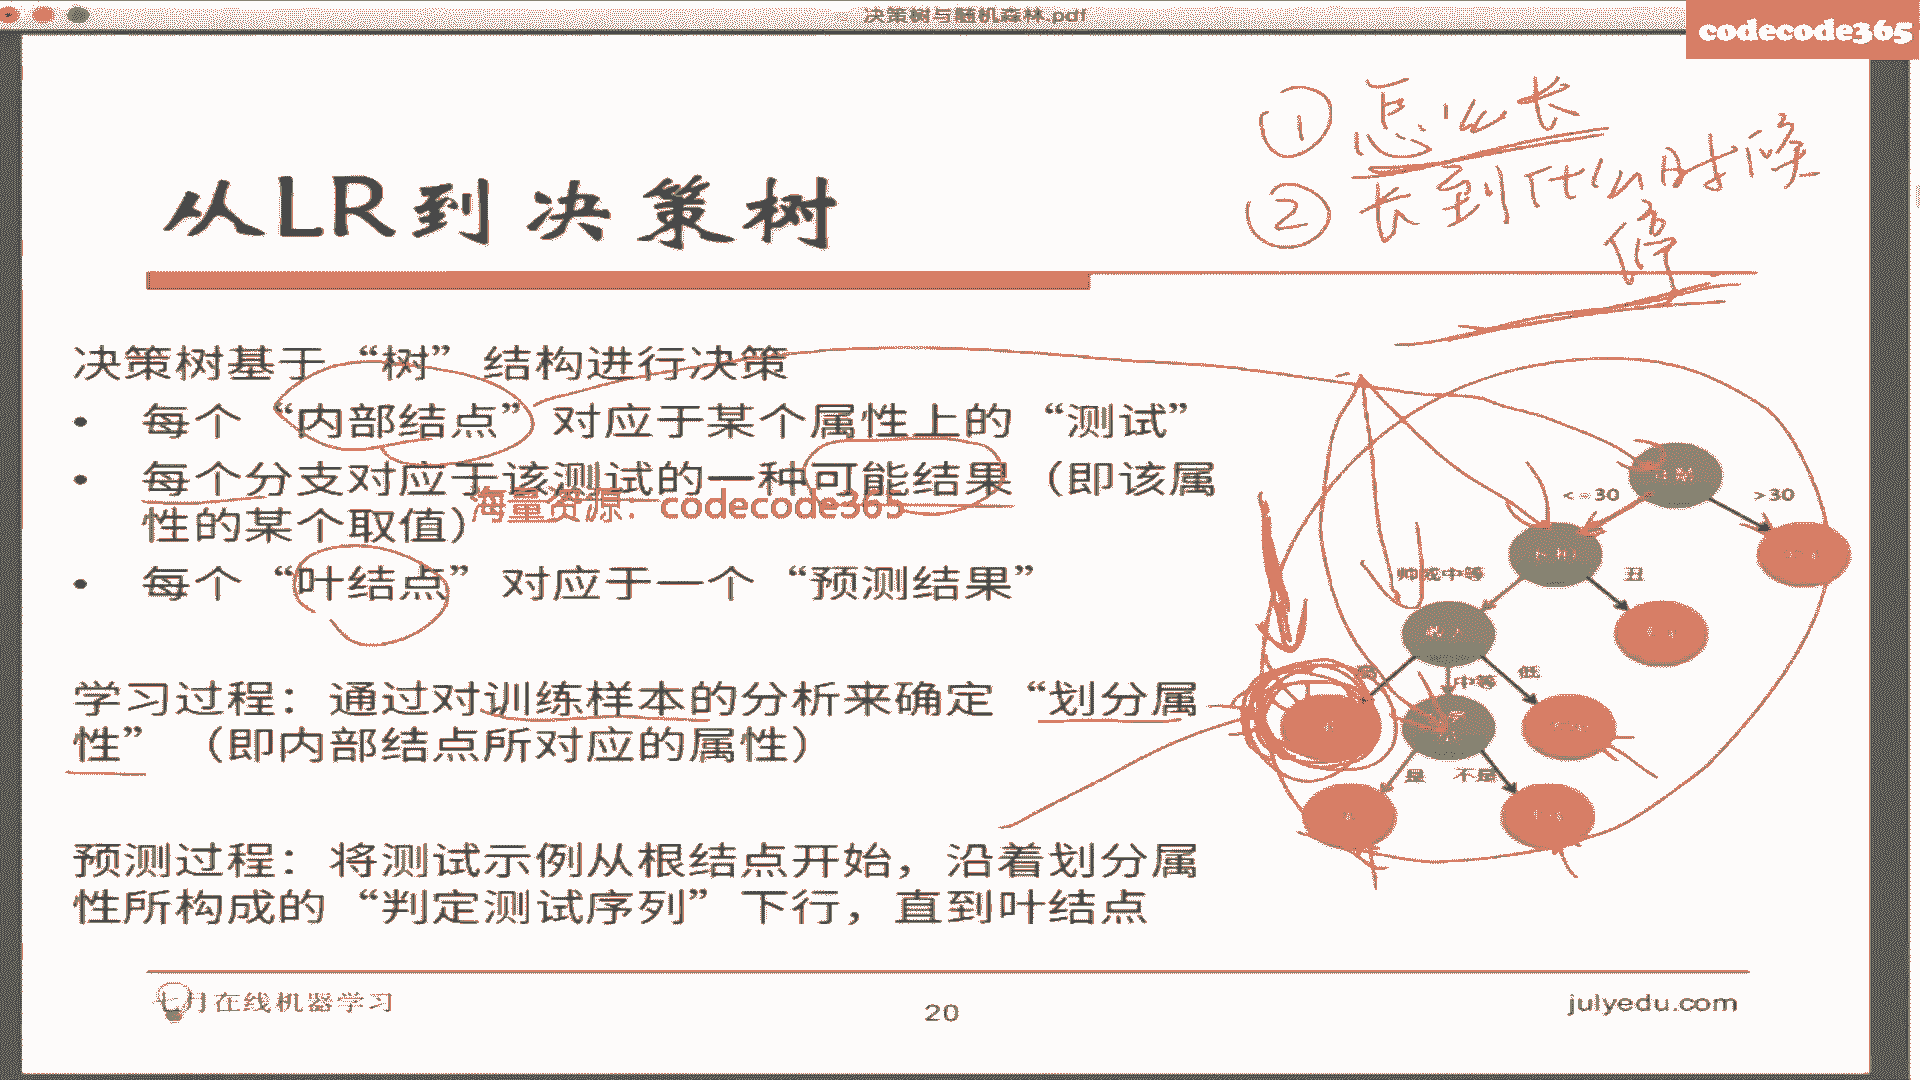 决策树与随机森林.pdf
codecode365
① 怎么长
② 长到什么时候
停
从LR到决策树
决策树基于“树”结构进行决策
• 每个“内部结点”对应于某个属性上的“测试”
• 每个分支对应于该测试的一种可能结果（即该属
性的某个取值）
海量资源：codecode365
• 每个“叶结点”对应于一个“预测结果”
学习过程：通过对训练样本的分析来确定“划分属
性”（即内部结点所对应的属性）
预测过程：将测试示例从根结点开始，沿着划分属
性所构成的“判定测试序列”下行，直到叶结点
<=30
>30
帅或中等
丑
高
中等
低
是
不是
七月在线机器学习
20
julyedu.com